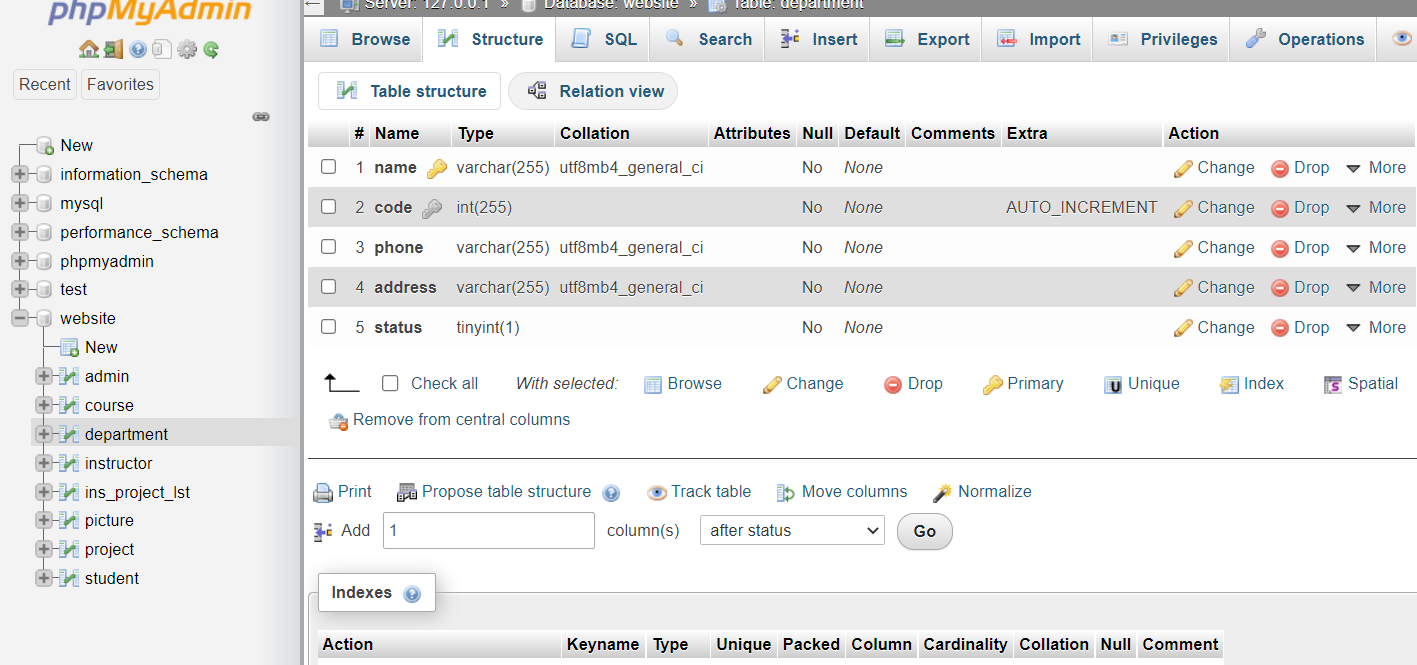 phpMyAdmin
Recent Favorites
New
information_schema
mysql
performance_schema
phpmyadmin
test
website
New
admin
course
department
instructor
ins_project_lst
picture
project
student
← Server: 127.0.0.1 » Database: website » Table: department
Browse Structure SQL Search Insert Export Import Privileges Operations
Table structure Relation view
# Name Type Collation Attributes Null Default Comments Extra Action
1 name varchar(255) utf8mb4_general_ci No None Change Drop More
2 code int(255) No None AUTO_INCREMENT Change Drop More
3 phone varchar(255) utf8mb4_general_ci No None Change Drop More
4 address varchar(255) utf8mb4_general_ci No None Change Drop More
5 status tinyint(1) No None Change Drop More
Check all With selected: Browse Change Drop Primary Unique Index Spatial
Remove from central columns
Print Propose table structure Track table Move columns Normalize
Add 1 column(s) after status Go
Indexes
Action Keyname Type Unique Packed Column Cardinality Collation Null Comment